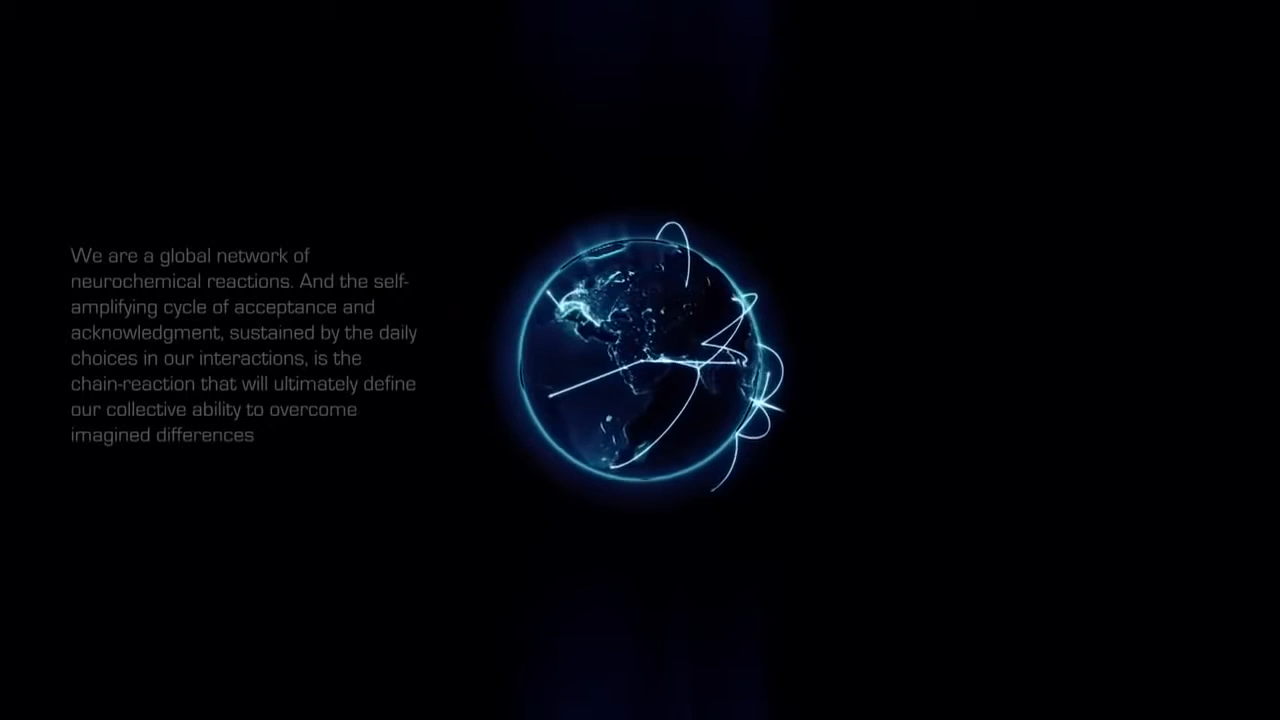 We are a global network of
neurochemical reactions. And the self-
amplifying cycle of acceptance and
acknowledgment, sustained by the daily
choices in our interactions, is the
chain-reaction that will ultimately define
our collective ability to overcome
imagined differences